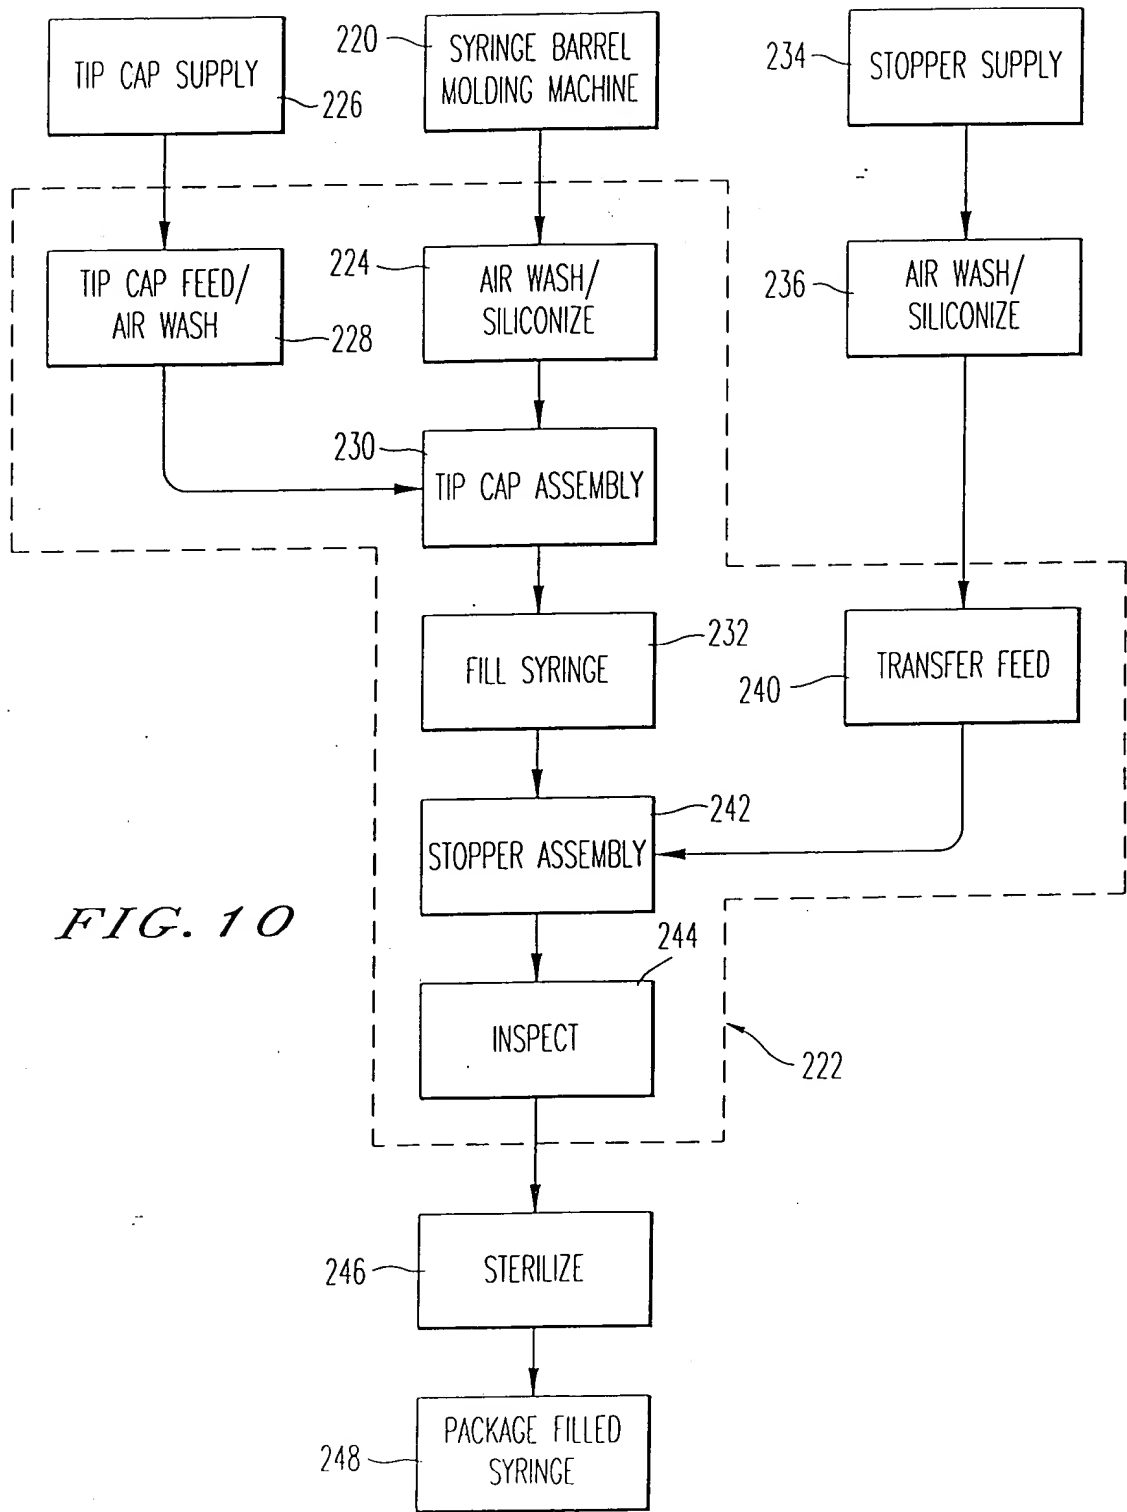 TIP CAP SUPPLY
226
220
SYRINGE BARREL
MOLDING MACHINE
234
STOPPER SUPPLY
TIP CAP FEED/
AIR WASH
228
224
AIR WASH/
SILICONIZE
236
AIR WASH/
SILICONIZE
230
TIP CAP ASSEMBLY
FILL SYRINGE
232
TRANSFER FEED
240
242
STOPPER ASSEMBLY
FIG. 10
244
INSPECT
222
246
STERILIZE
248
PACKAGE FILLED
SYRINGE